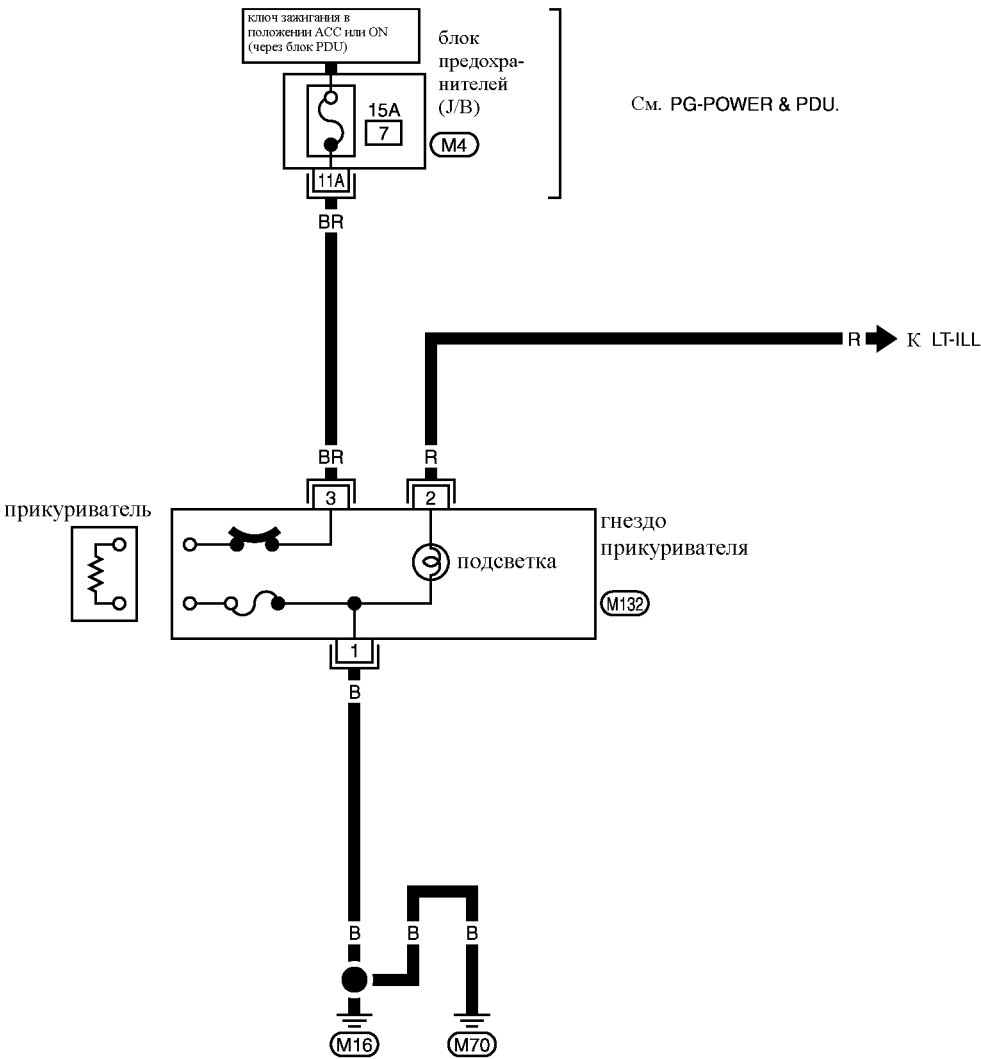 ключ зажигания в
положении ACC или ON
(через блок PDU)
блок
предохра-
нителей
(J/B)
См. PG-POWER & PDU.
15A
7
M4
11A
BR
R
К LT-ILL
BR
R
3
2
прикуриватель
гнездо
прикуривателя
подсветка
M132
1
B
B
B
B
M16
M70